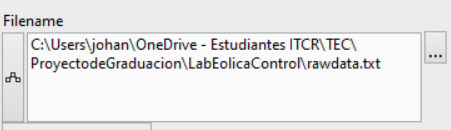 Filename
C:\Users\johan\OneDrive - Estudiantes ITCR\TEC\
ProyectodeGraduacion\LabEolicaControl\rawdata.txt
...